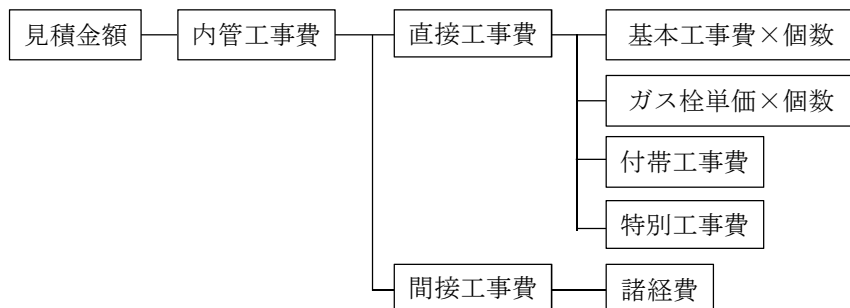 見積金額
内管工事費
直接工事費
基本工事費×個数
ガス栓単価×個数
付帯工事費
特別工事費
間接工事費
諸経費